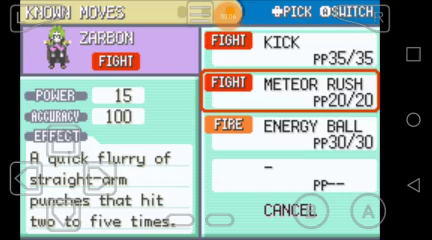 KNOWN MOVES
PICK SWITCH
ZARBON
FIGHT
FIGHT KICK
PP35/35
FIGHT METEOR RUSH
PP20/20
FIRE ENERGY BALL
PP30/30
-
PP--
CANCEL
POWER 15
ACCURACY 100
EFFECT
A quick flurry of
straight-arm
punches that hit
two to five times.
B A